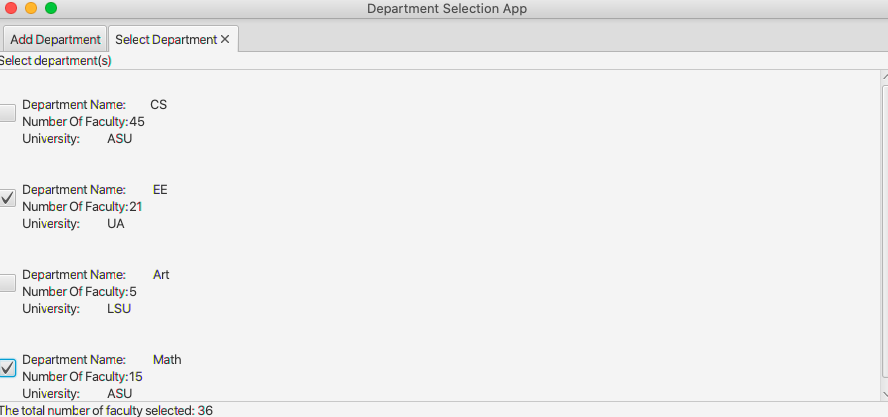 Department Selection App
Add Department Select Department ✕
Select department(s)
Department Name: CS
Number Of Faculty:45
University: ASU
Department Name: EE
Number Of Faculty:21
University: UA
Department Name: Art
Number Of Faculty:5
University: LSU
Department Name: Math
Number Of Faculty:15
University: ASU
The total number of faculty selected: 36